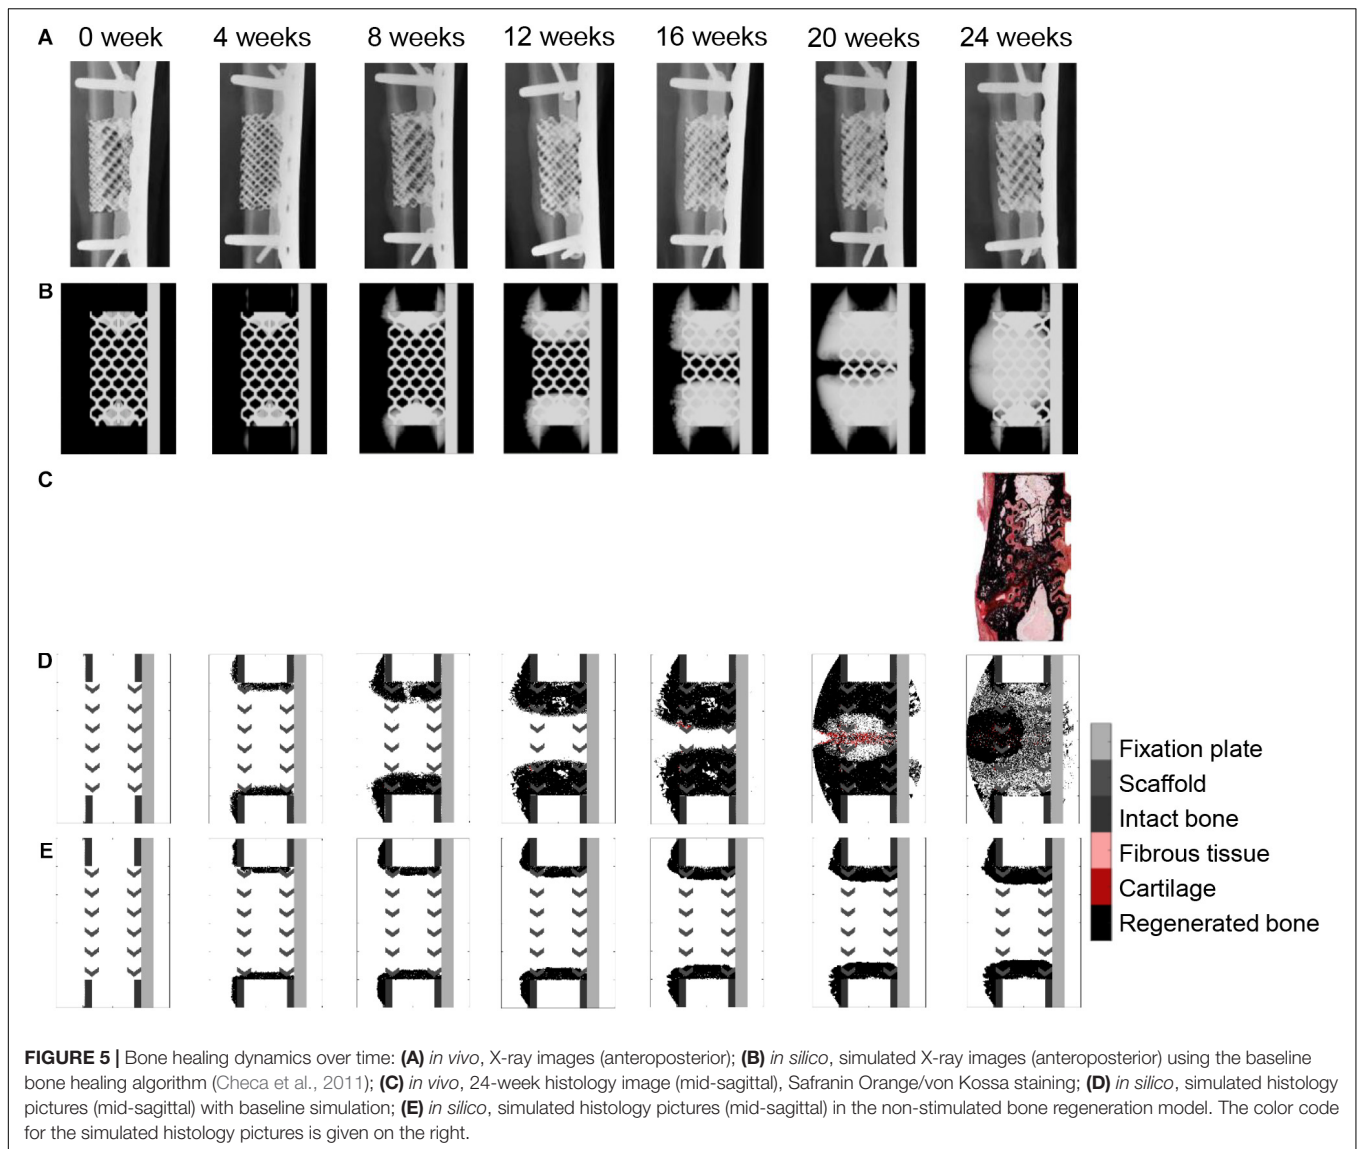 A 0 week 4 weeks 8 weeks 12 weeks 16 weeks 20 weeks 24 weeks
B
C
D
Fixation plate
Scaffold
Intact bone
Fibrous tissue
Cartilage
Regenerated bone
E
FIGURE 5 | Bone healing dynamics over time: (A) in vivo, X-ray images (anteroposterior); (B) in silico, simulated X-ray images (anteroposterior) using the baseline
bone healing algorithm (Checa et al., 2011); (C) in vivo, 24-week histology image (mid-sagittal), Safranin Orange/von Kossa staining; (D) in silico, simulated histology
pictures (mid-sagittal) with baseline simulation; (E) in silico, simulated histology pictures (mid-sagittal) in the non-stimulated bone regeneration model. The color code
for the simulated histology pictures is given on the right.